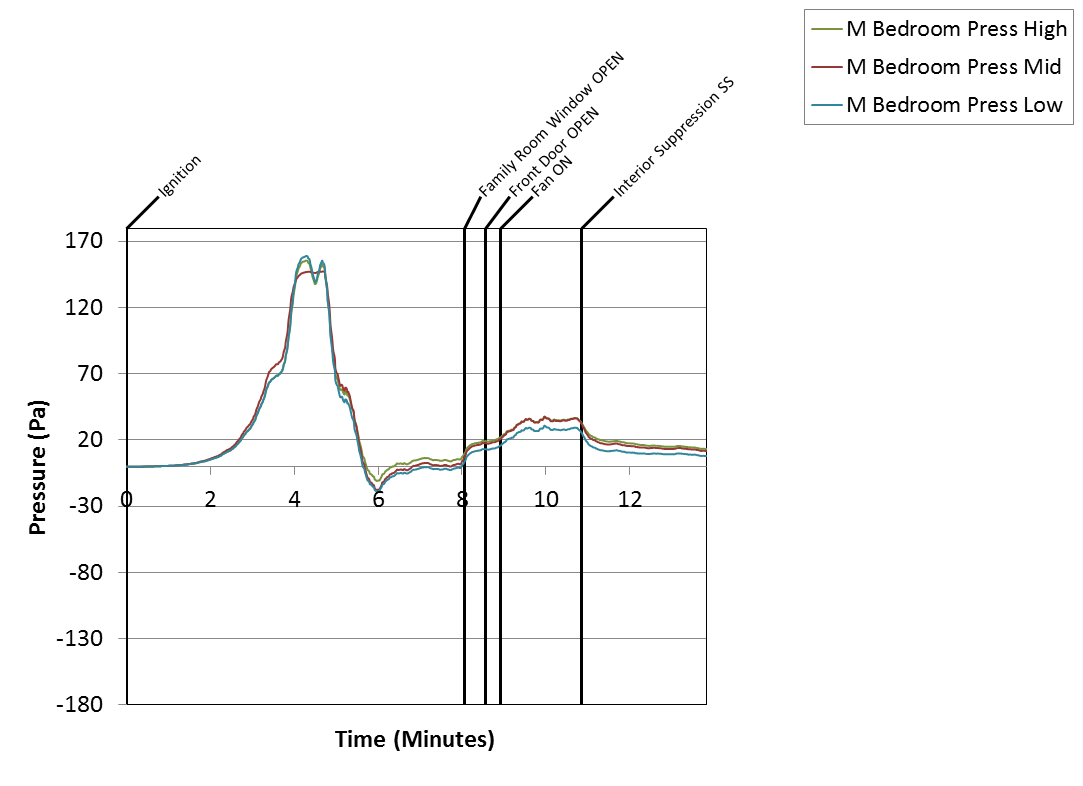 M Bedroom Press High
M Bedroom Press Mid
M Bedroom Press Low
Ignition
Family Room Window OPEN
Front Door OPEN
Fan ON
Interior Suppression SS
170
120
70
20
-30
-80
-130
-180
0
2
4
6
8
10
12
Pressure (Pa)
Time (Minutes)